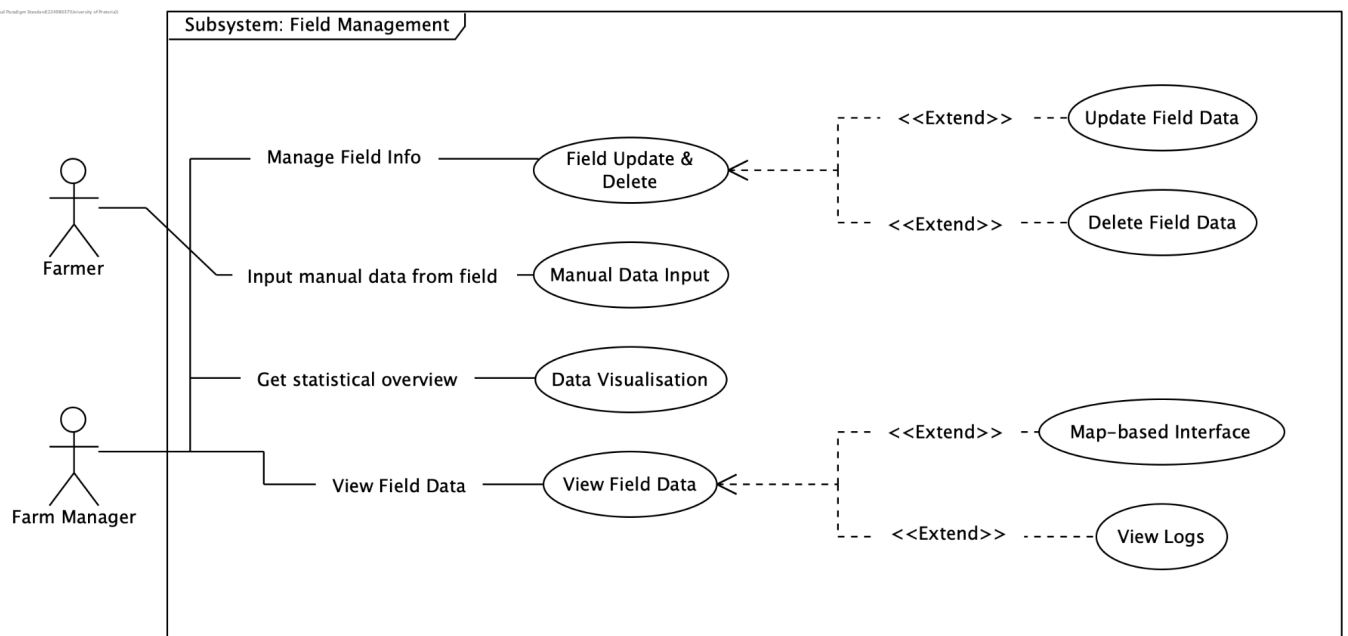 Subsystem: Field Management
Update Field Data
<<Extend>>
Manage Field Info
Field Update &
Delete
Delete Field Data
<<Extend>>
Farmer
Input manual data from field
Manual Data Input
Get statistical overview
Data Visualisation
<<Extend>>
Map-based Interface
View Field Data
View Field Data
Farm Manager
<<Extend>>
View Logs